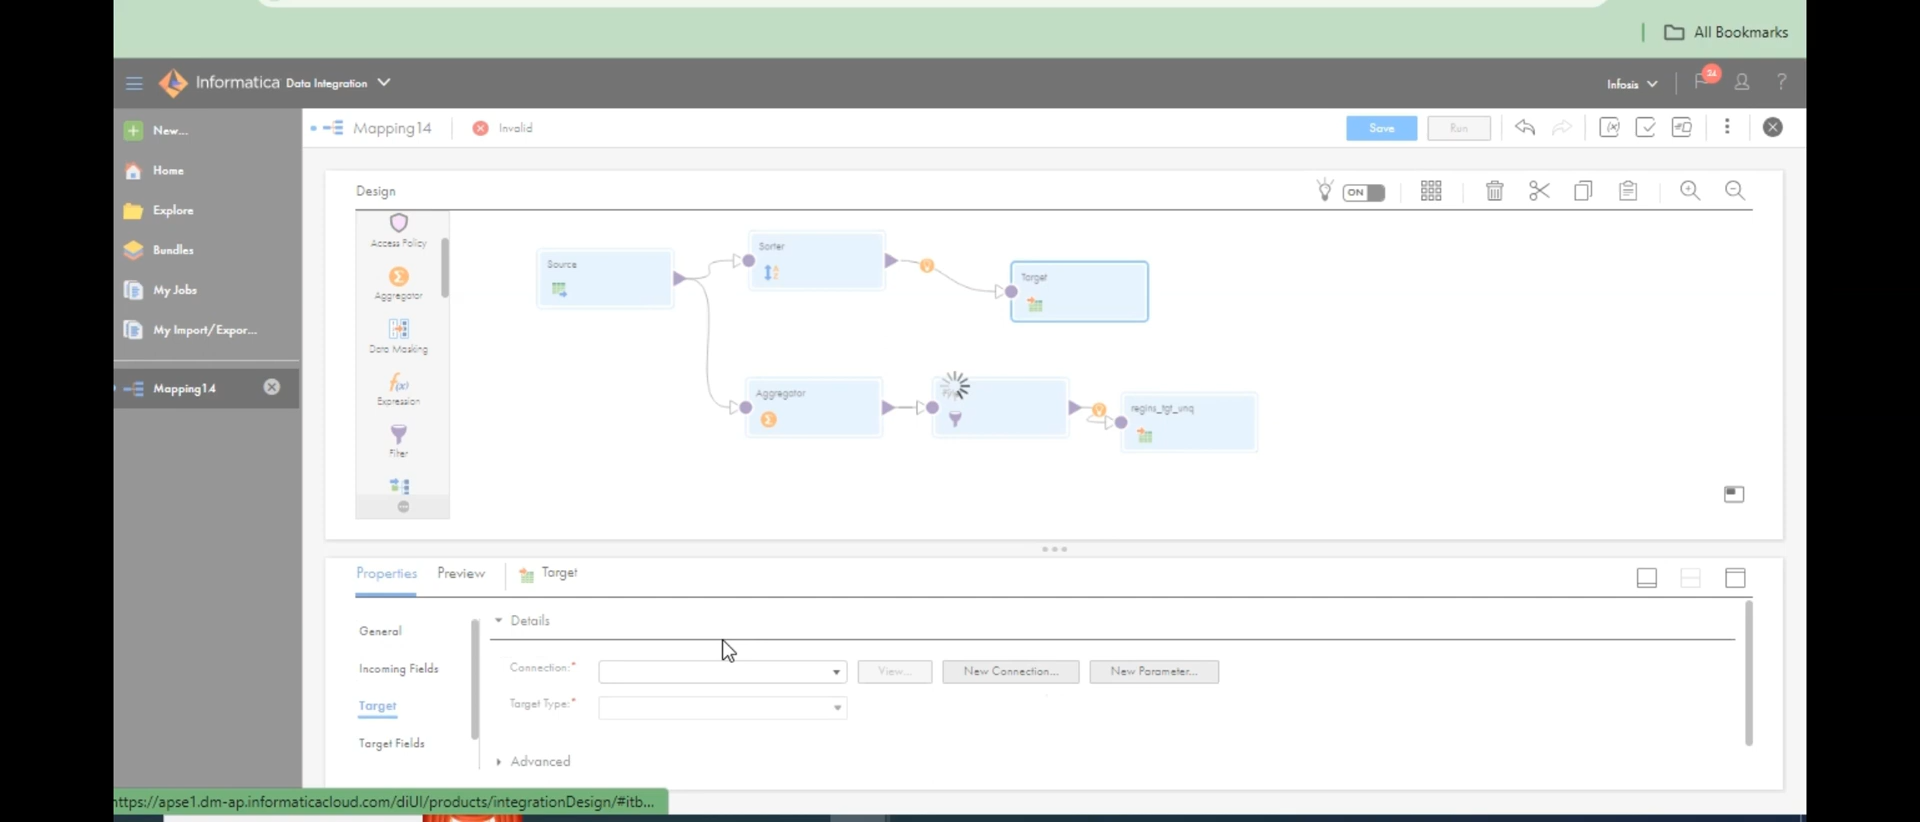 All Bookmarks
Informatica Data Integration
Infosis
24
?
New...
Home
Explore
Bundles
My Jobs
My Import/Expor...
Mapping14
Mapping14
Invalid
Save
Run
Design
ON
Access Policy
Aggregator
Data Masking
f(x)
Expression
Filter
Source
Sorter
Target
Aggregator
regins_tgt_unq
Properties
Preview
Target
General
Incoming Fields
Target
Target Fields
Details
Connection:*
View...
New Connection...
New Parameter...
Target Type:*
Advanced
https://apse1.dm-ap.informaticacloud.com/diUI/products/integrationDesign/#itb...